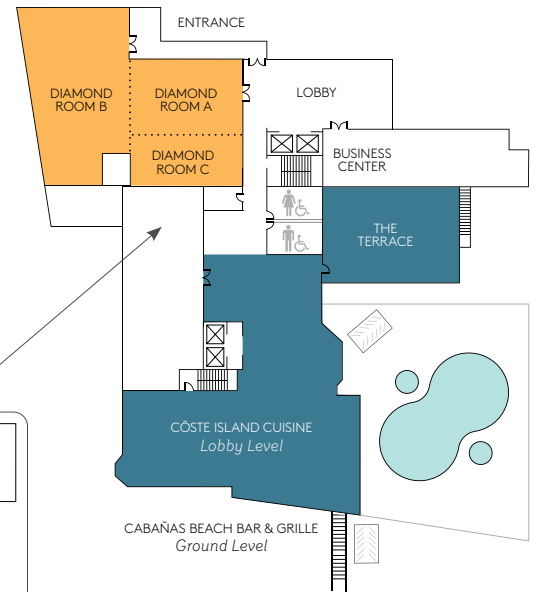 ENTRANCE
DIAMOND
ROOM B
DIAMOND
ROOM A
LOBBY
DIAMOND
ROOM C
BUSINESS
CENTER
THE
TERRACE
CŌSTE ISLAND CUISINE
Lobby Level
CABAÑAS BEACH BAR & GRILLE
Ground Level